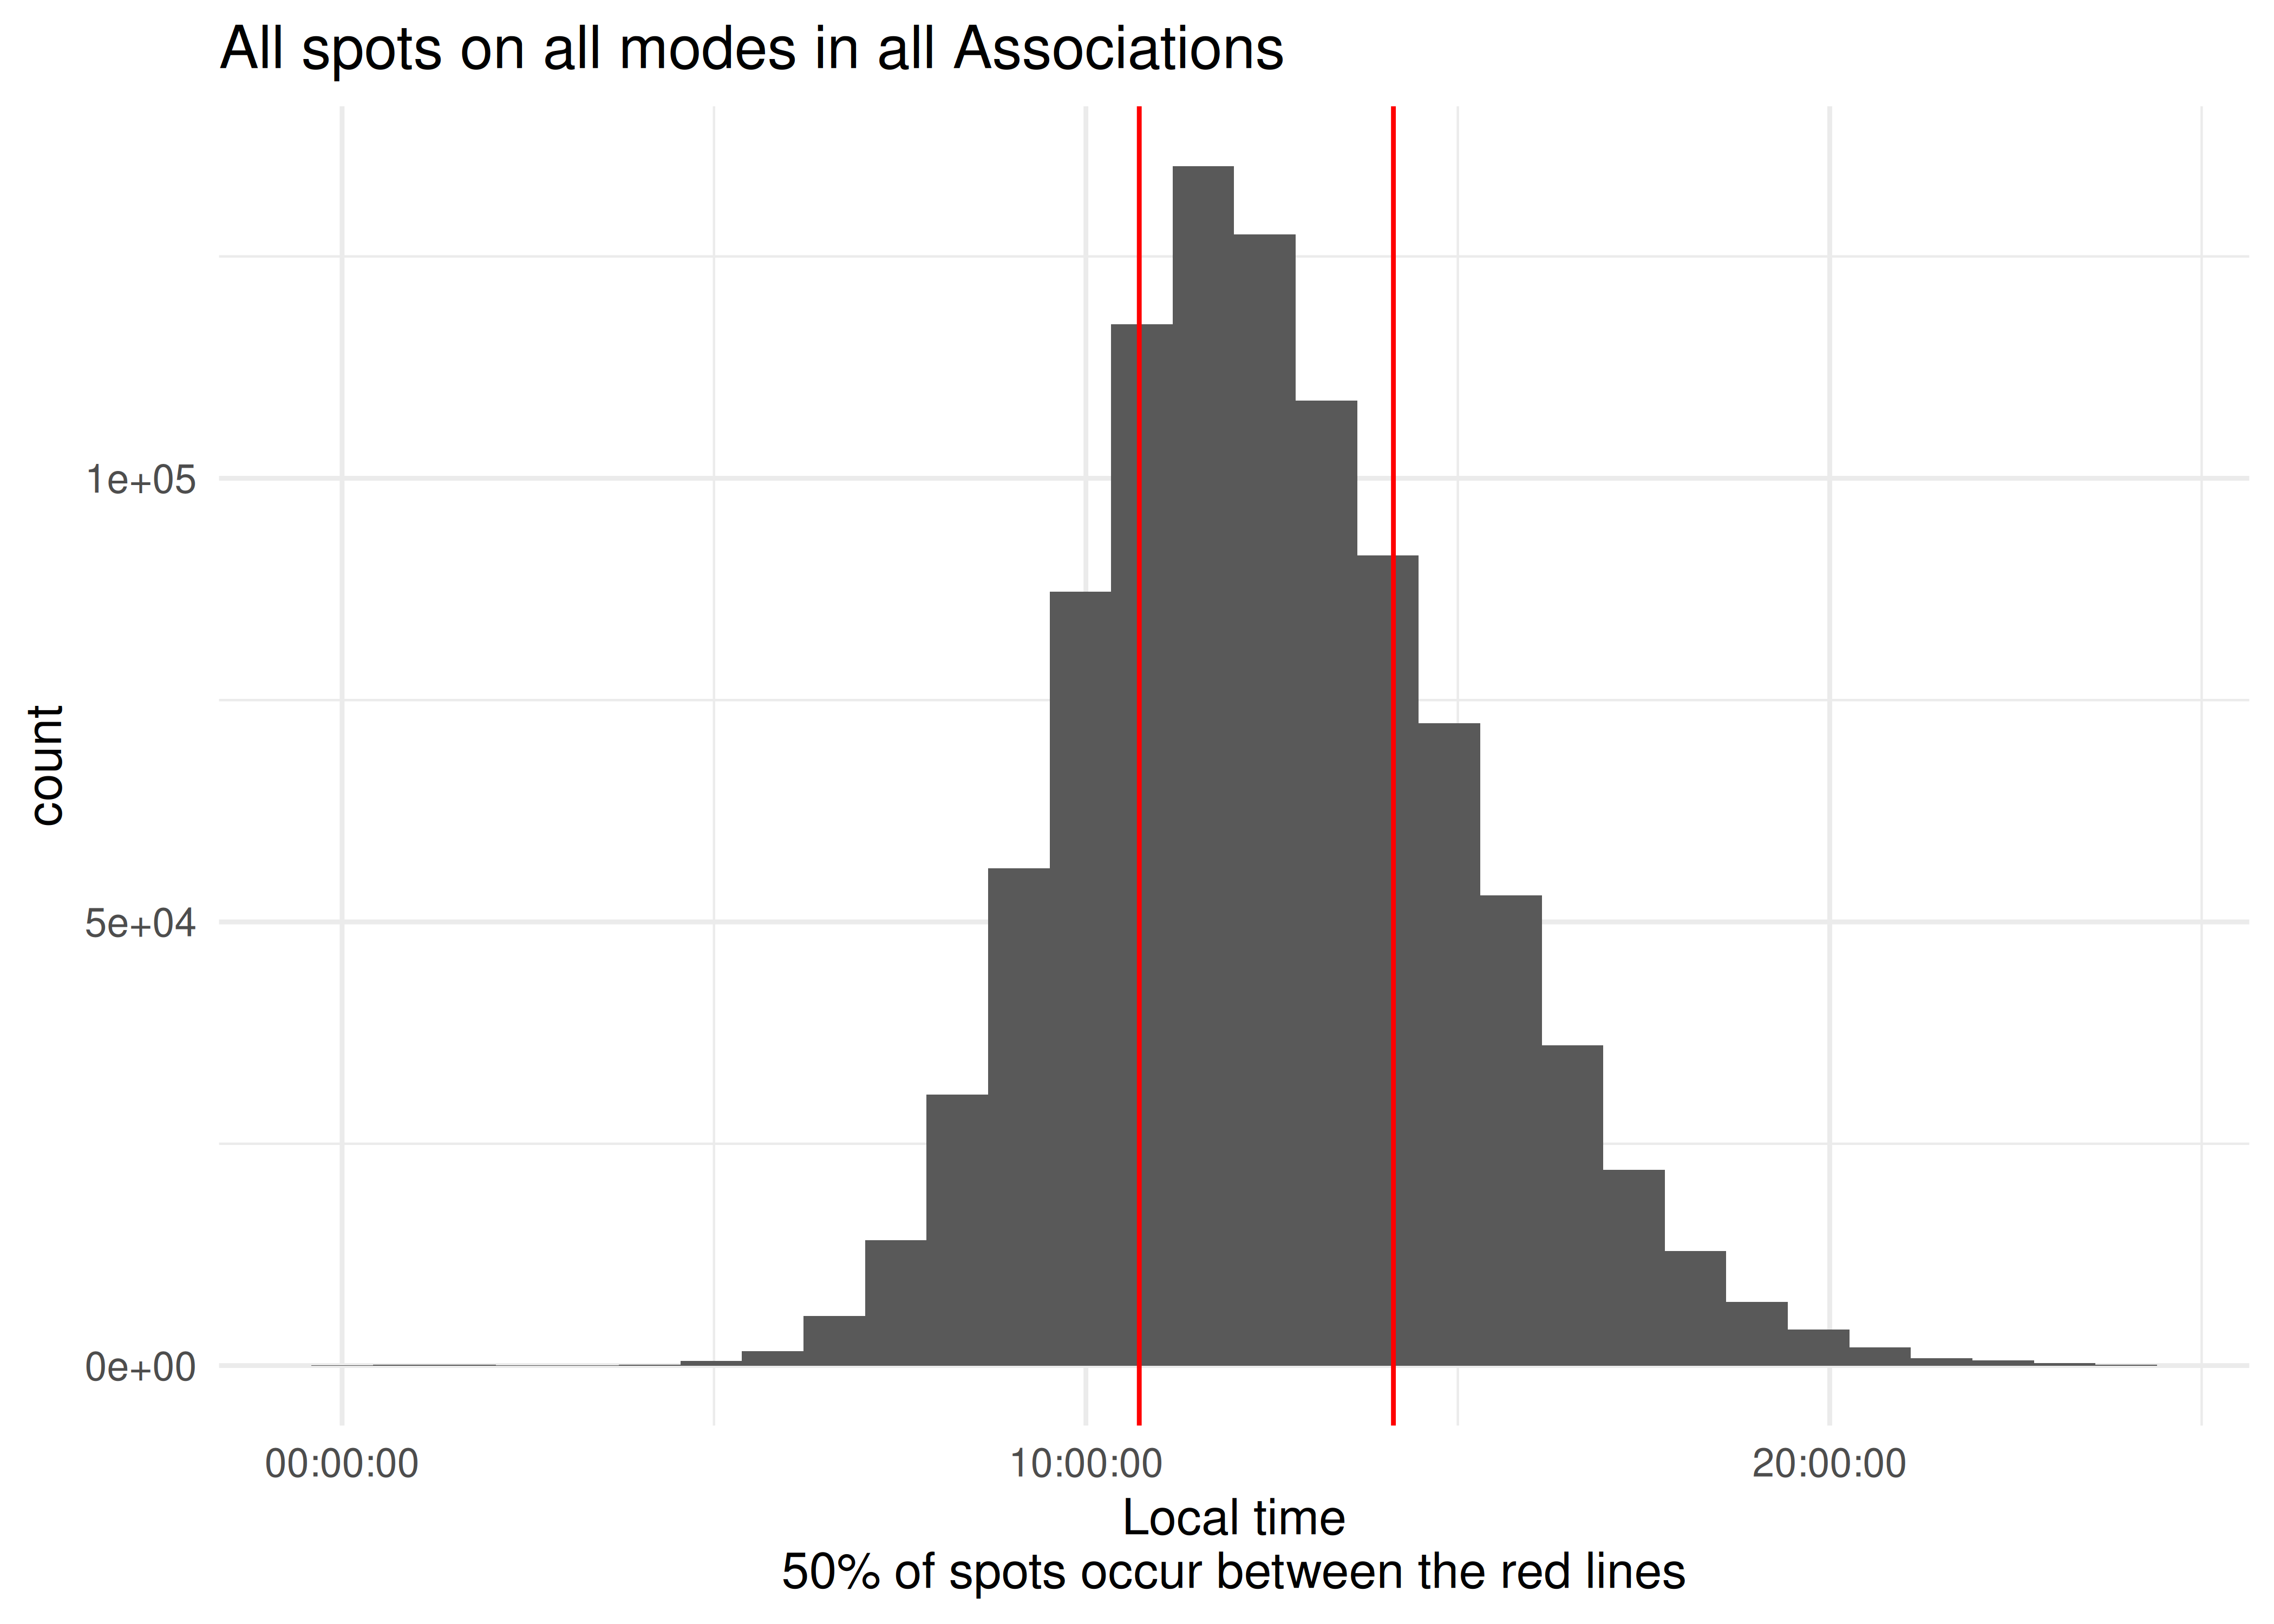 All spots on all modes in all Associations
count
1e+05
5e+04
0e+00
00:00:00
10:00:00
20:00:00
Local time
50% of spots occur between the red lines